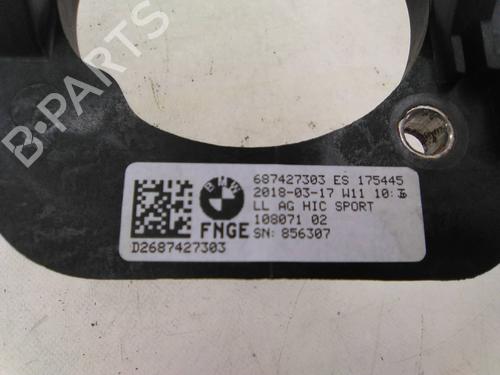 B-PARTS
BMW
687427303 ES 175445
2018-03-17 W11 10:
LL AG HIC SPORT
108071 02
FNGE SN: 856307
D2687427303